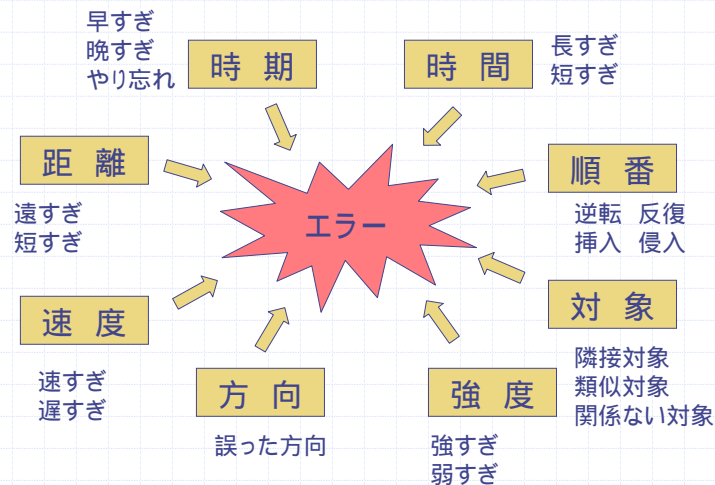 早すぎ
晩すぎ
やり忘れ
時 期
時 間
長すぎ
短すぎ
距 離
遠すぎ
短すぎ
エラー
順 番
逆転 反復
挿入 侵入
速 度
速すぎ
遅すぎ
対 象
隣接対象
類似対象
関係ない対象
方 向
誤った方向
強 度
強すぎ
弱すぎ